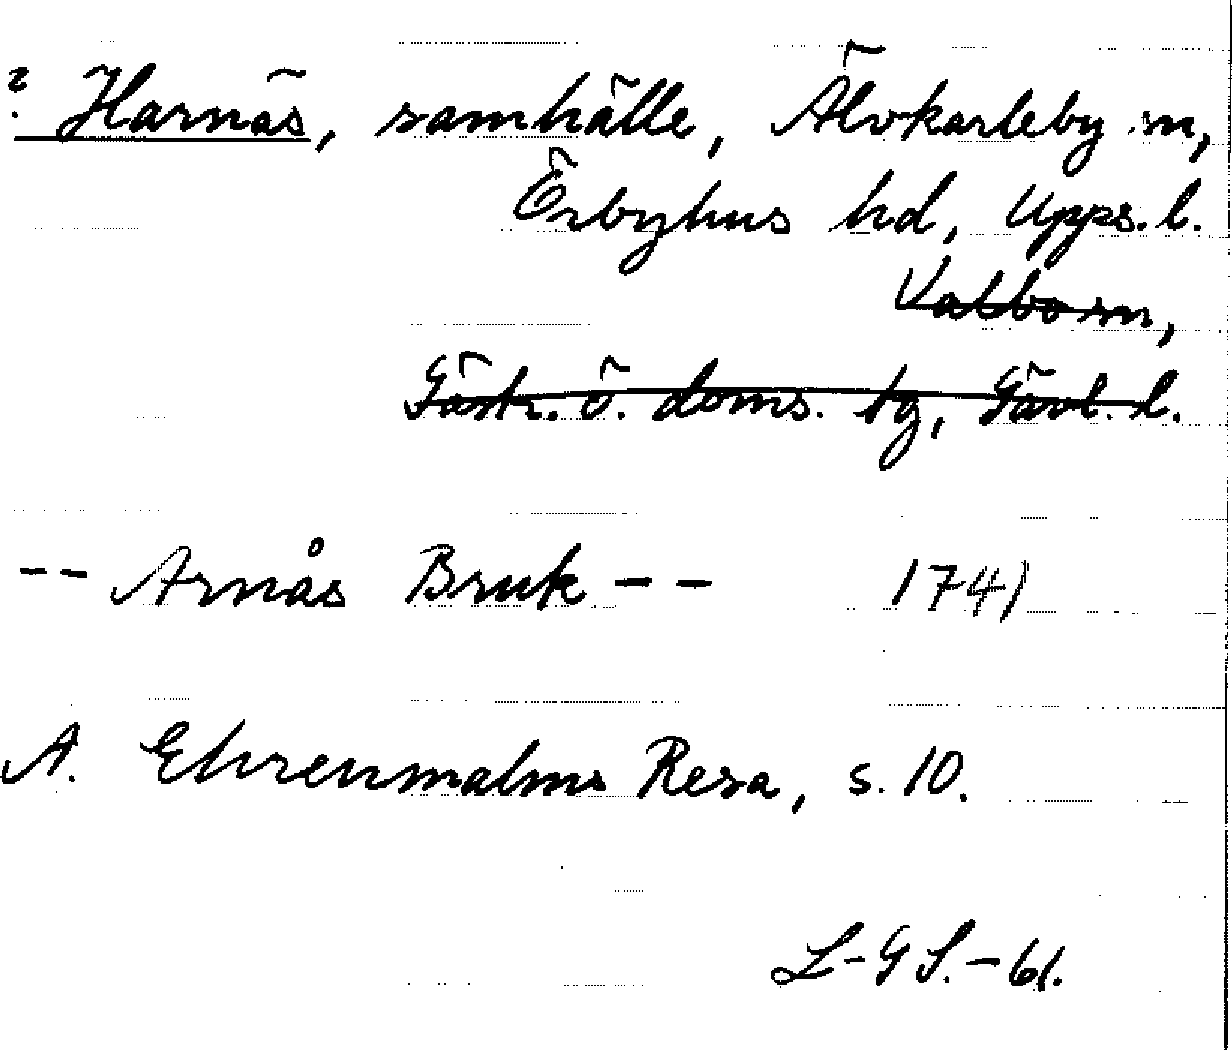 ? Harnäs, samhälle, Älvkarleby sn,
Örbyhus hd, Upps. l.
Valbo sn,
Gästr. ö. doms. tg, Gävl. l.
-- Arnås Bruk -- 1741
A. Ehrenmalms Resa, s. 10.
L-G S.-61.